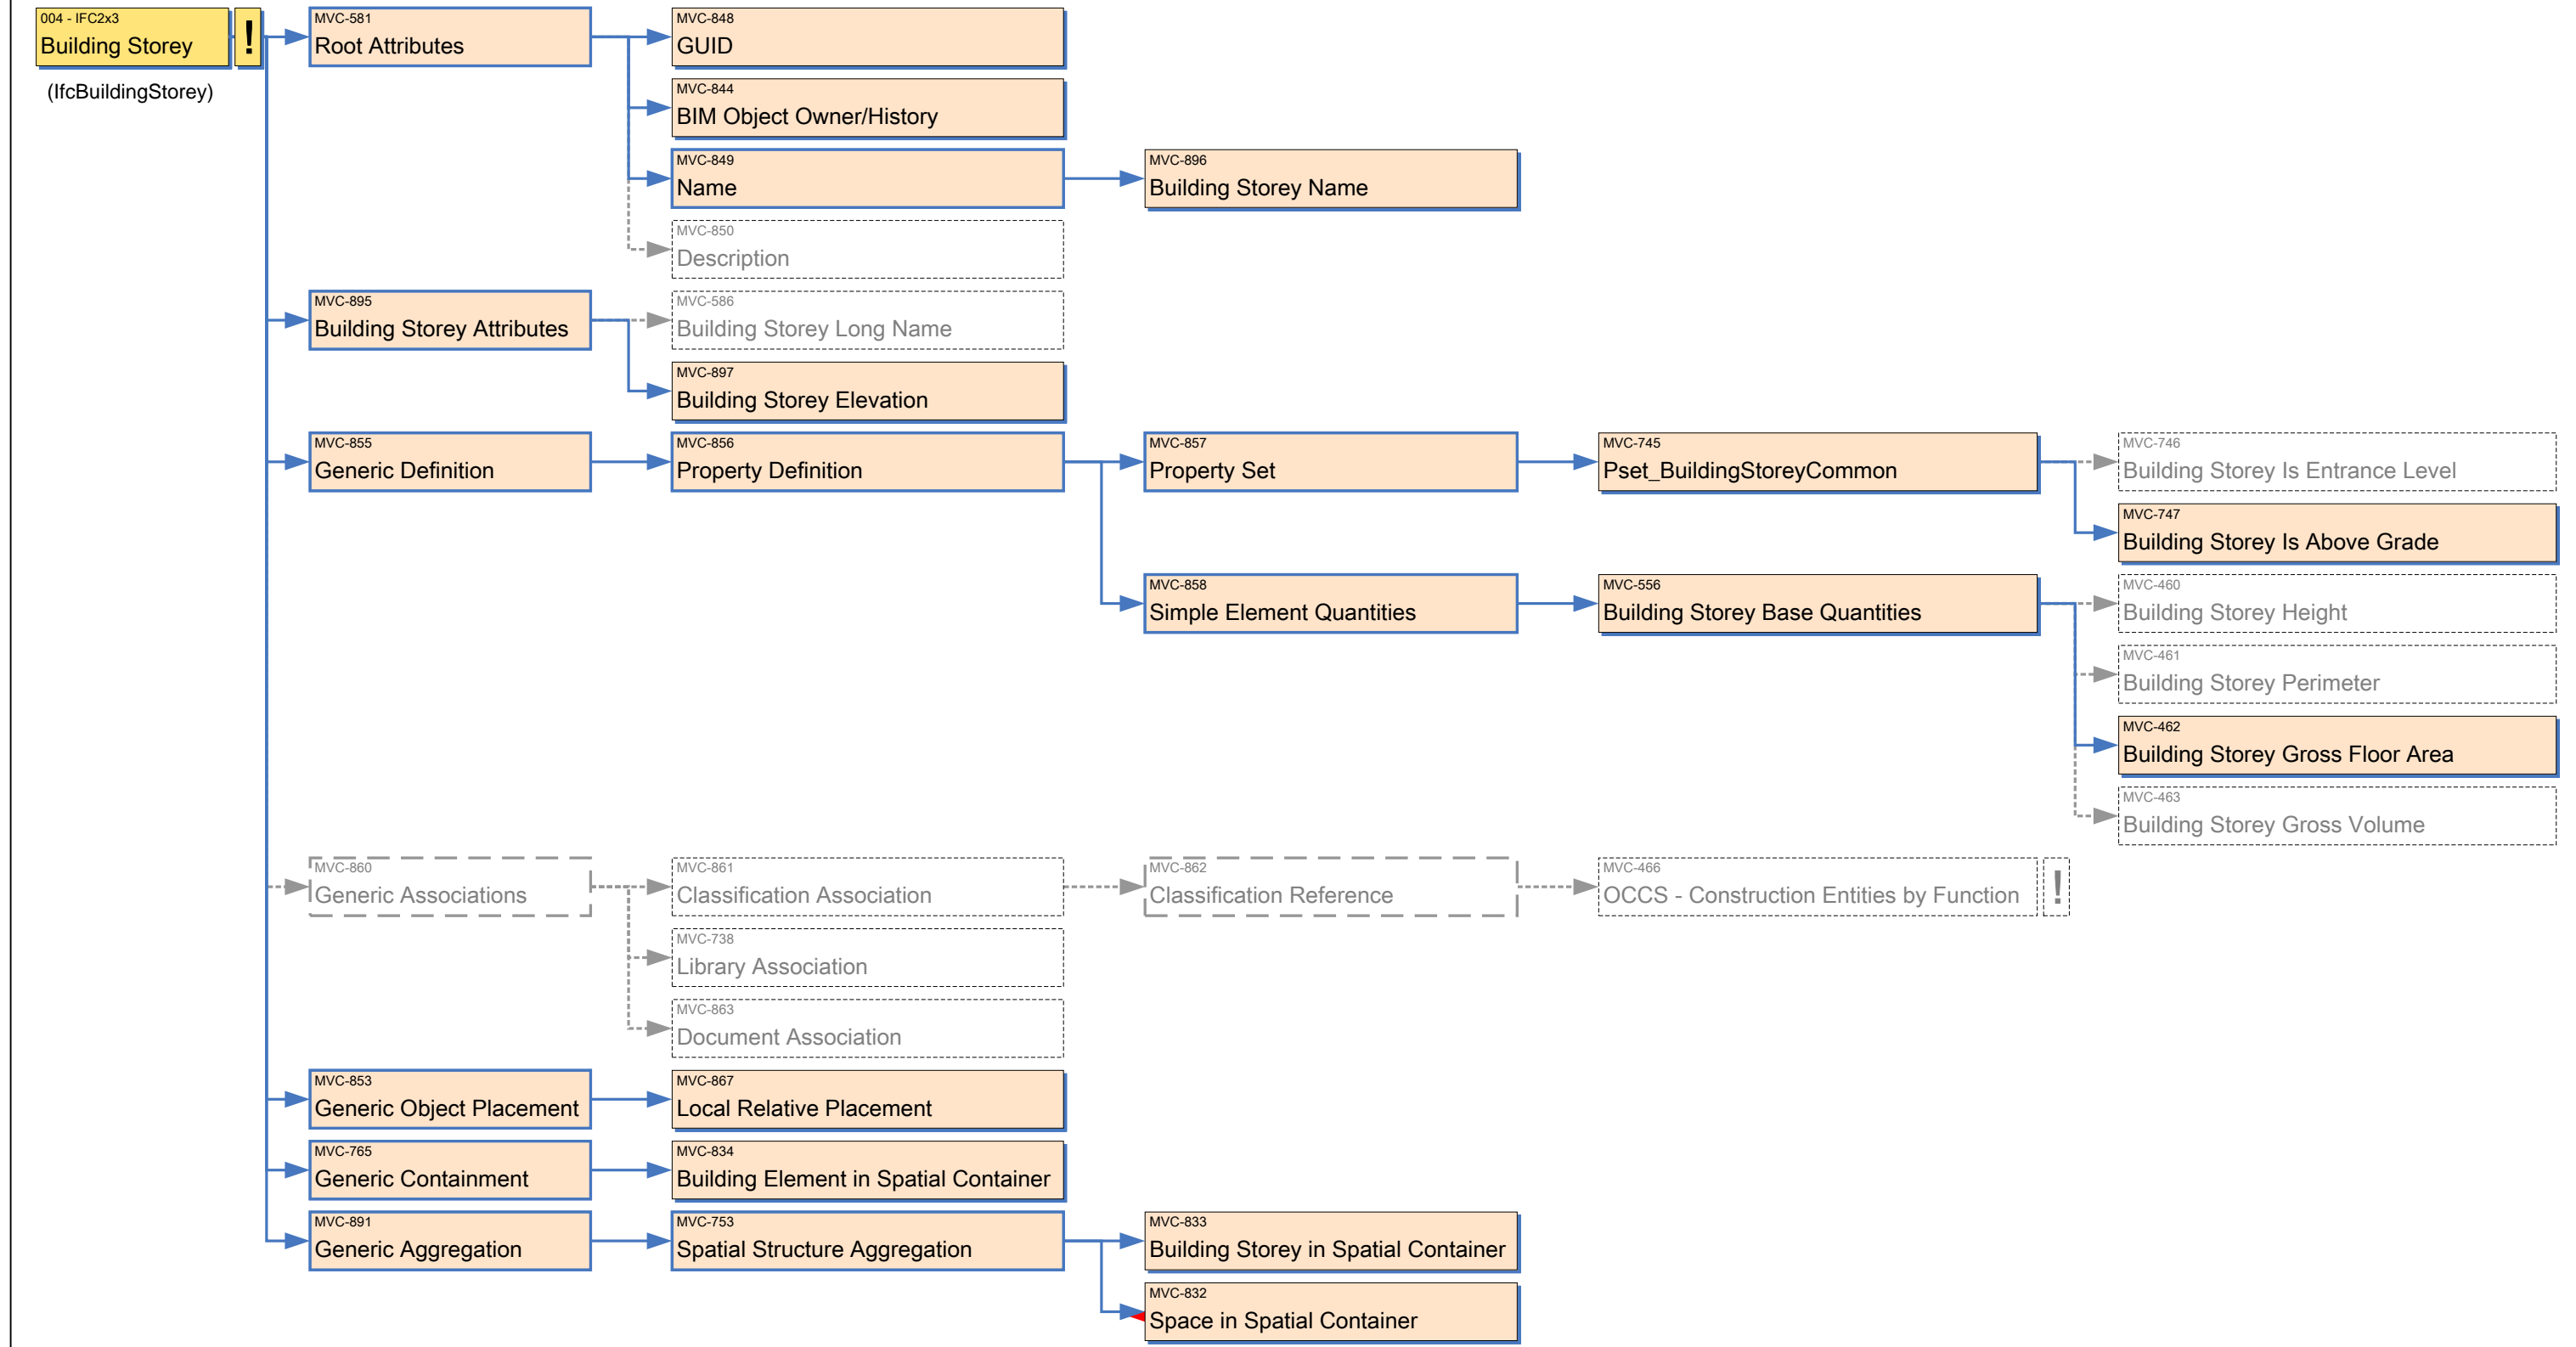 004 - IFC2x3
Building Storey
!
(IfcBuildingStorey)
MVC-581
Root Attributes
MVC-848
GUID
MVC-844
BIM Object Owner/History
MVC-849
Name
MVC-896
Building Storey Name
MVC-850
Description
MVC-895
Building Storey Attributes
MVC-586
Building Storey Long Name
MVC-897
Building Storey Elevation
MVC-855
Generic Definition
MVC-856
Property Definition
MVC-857
Property Set
MVC-745
Pset_BuildingStoreyCommon
MVC-746
Building Storey Is Entrance Level
MVC-747
Building Storey Is Above Grade
MVC-858
Simple Element Quantities
MVC-556
Building Storey Base Quantities
MVC-460
Building Storey Height
MVC-461
Building Storey Perimeter
MVC-462
Building Storey Gross Floor Area
MVC-463
Building Storey Gross Volume
MVC-860
Generic Associations
MVC-861
Classification Association
MVC-862
Classification Reference
MVC-466
OCCS - Construction Entities by Function
!
MVC-738
Library Association
MVC-863
Document Association
MVC-853
Generic Object Placement
MVC-867
Local Relative Placement
MVC-765
Generic Containment
MVC-834
Building Element in Spatial Container
MVC-891
Generic Aggregation
MVC-753
Spatial Structure Aggregation
MVC-833
Building Storey in Spatial Container
MVC-832
Space in Spatial Container